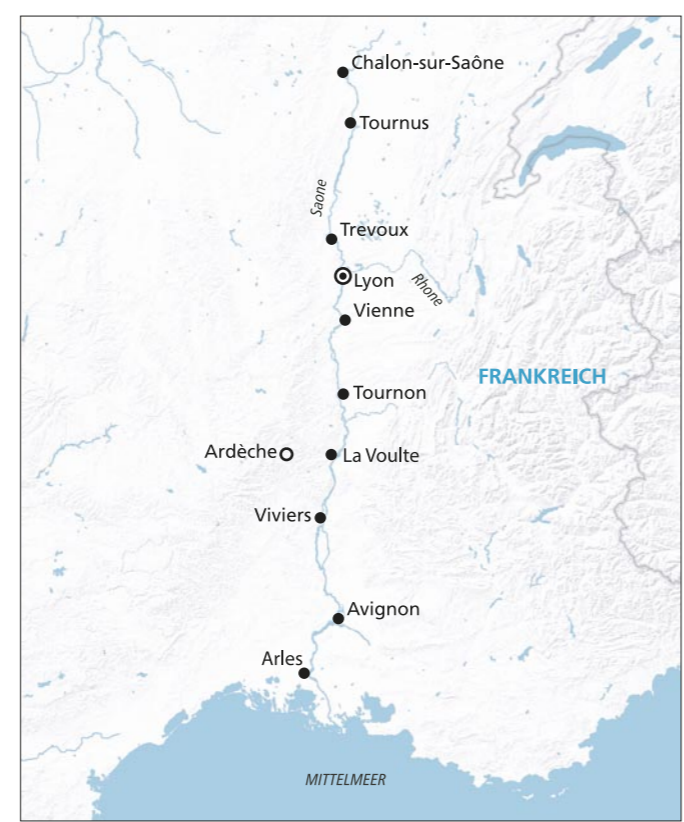 Chalon-sur-Saône
Tournus
Saone
Trevoux
Lyon
Rhone
Vienne
FRANKREICH
Tournon
Ardèche
La Voulte
Viviers
Avignon
Arles
MITTELMEER